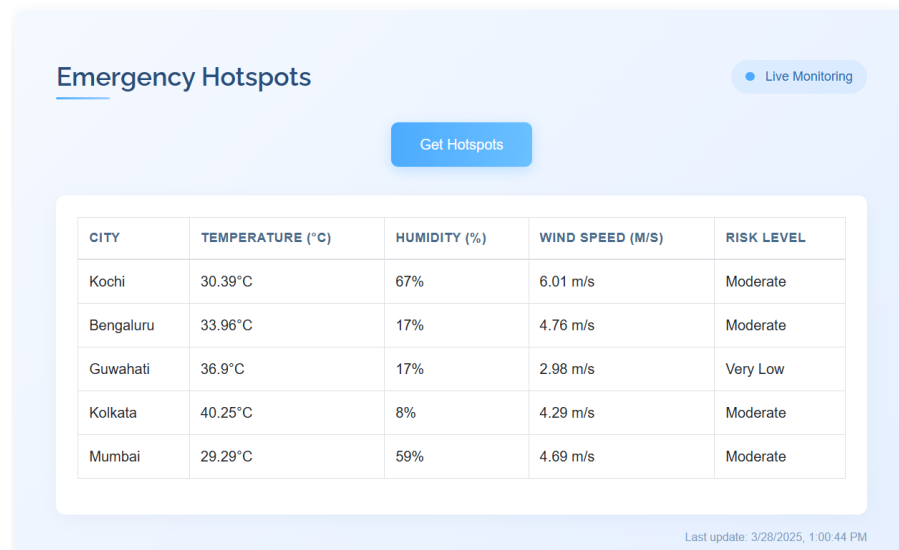 Emergency Hotspots
Live Monitoring
Get Hotspots
CITY TEMPERATURE (°C) HUMIDITY (%) WIND SPEED (M/S) RISK LEVEL
Kochi 30.39°C 67% 6.01 m/s Moderate
Bengaluru 33.96°C 17% 4.76 m/s Moderate
Guwahati 36.9°C 17% 2.98 m/s Very Low
Kolkata 40.25°C 8% 4.29 m/s Moderate
Mumbai 29.29°C 59% 4.69 m/s Moderate
Last update: 3/28/2025, 1:00:44 PM